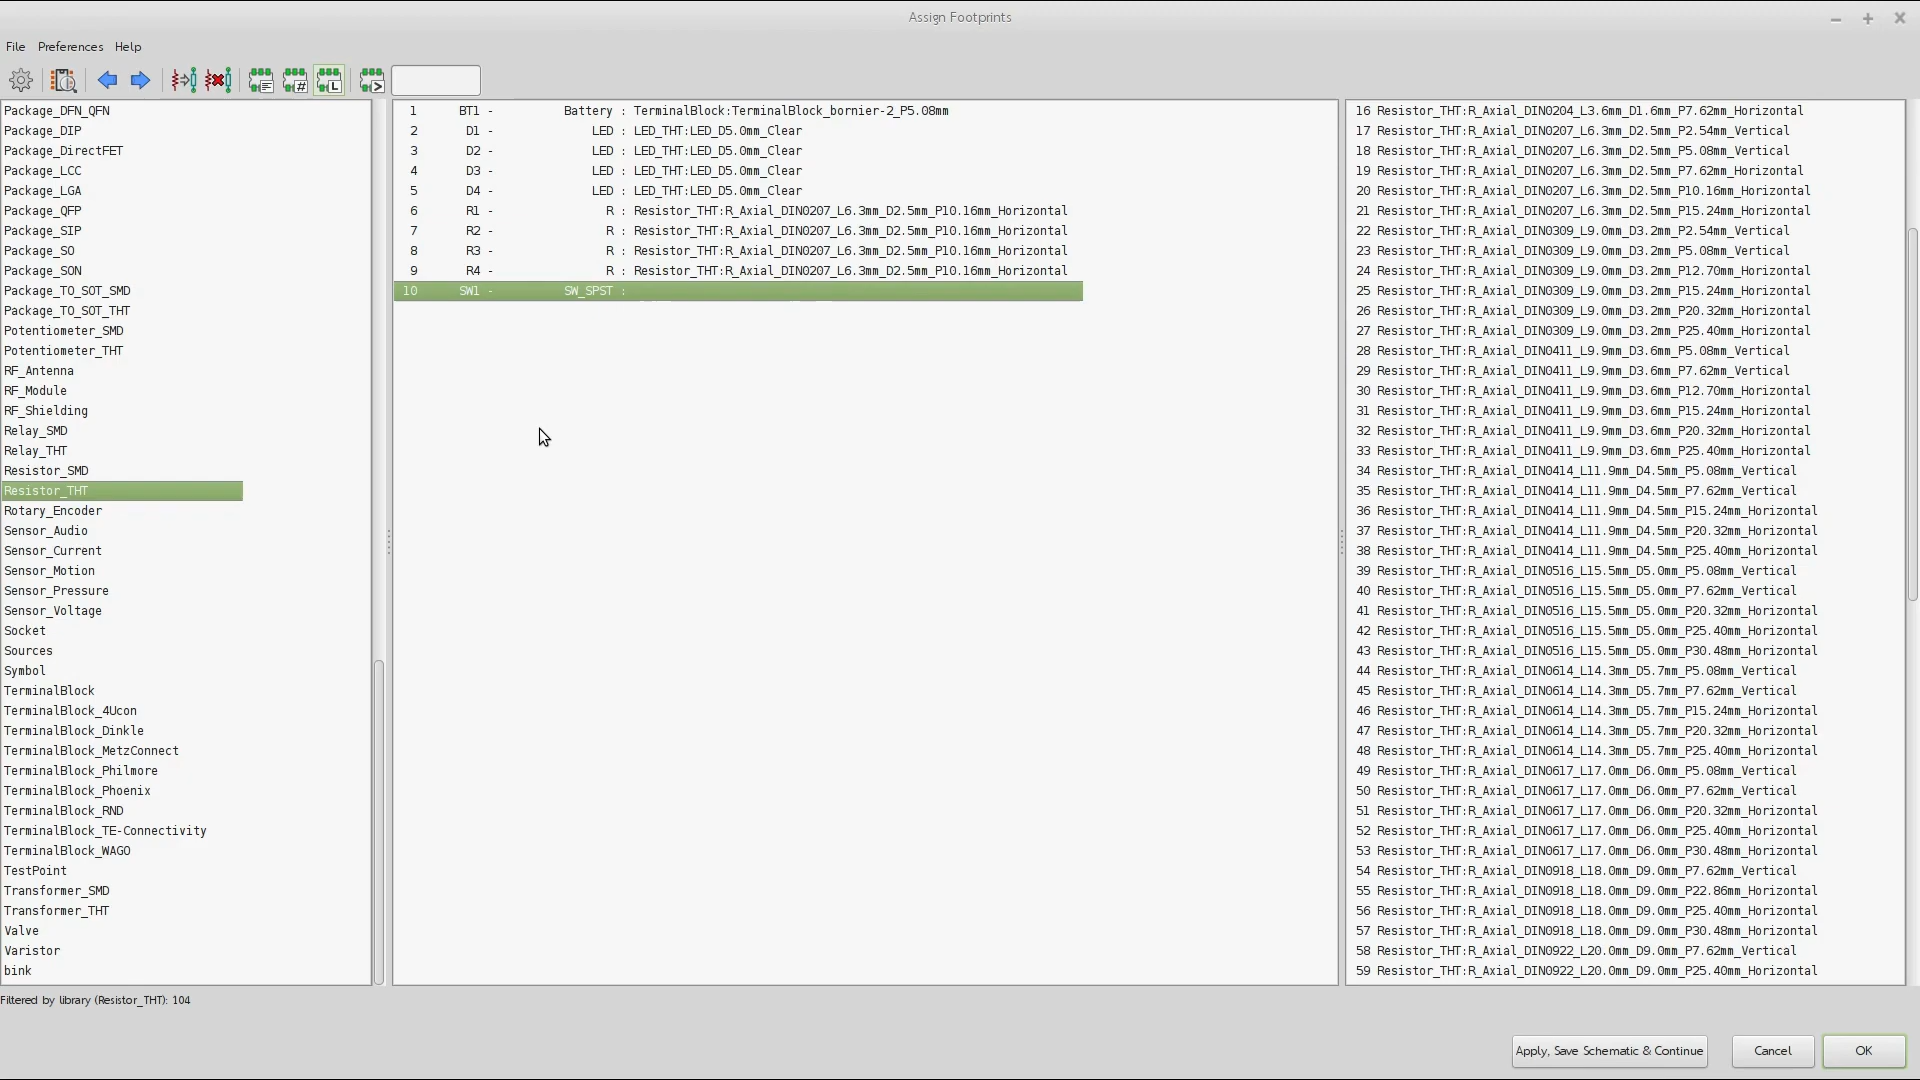 Assign Footprints
File Preferences Help
Package_DFN_QFN
Package_DIP
Package_DirectFET
Package_LCC
Package_LGA
Package_QFP
Package_SIP
Package_SO
Package_SON
Package_TO_SOT_SMD
Package_TO_SOT_THT
Potentiometer_SMD
Potentiometer_THT
RF_Antenna
RF_Module
RF_Shielding
Relay_SMD
Relay_THT
Resistor_SMD
Resistor_THT
Rotary_Encoder
Sensor_Audio
Sensor_Current
Sensor_Motion
Sensor_Pressure
Sensor_Voltage
Socket
Sources
Symbol
TerminalBlock
TerminalBlock_4Ucon
TerminalBlock_Dinkle
TerminalBlock_MetzConnect
TerminalBlock_Philmore
TerminalBlock_Phoenix
TerminalBlock_RND
TerminalBlock_TE-Connectivity
TerminalBlock_WAGO
TestPoint
Transformer_SMD
Transformer_THT
Valve
Varistor
bink
1 BT1 - Battery : TerminalBlock:TerminalBlock_bornier-2_P5.08mm
2 D1 - LED : LED_THT:LED_D5.0mm_Clear
3 D2 - LED : LED_THT:LED_D5.0mm_Clear
4 D3 - LED : LED_THT:LED_D5.0mm_Clear
5 D4 - LED : LED_THT:LED_D5.0mm_Clear
6 R1 - R : Resistor_THT:R_Axial_DIN0207_L6.3mm_D2.5mm_P10.16mm_Horizontal
7 R2 - R : Resistor_THT:R_Axial_DIN0207_L6.3mm_D2.5mm_P10.16mm_Horizontal
8 R3 - R : Resistor_THT:R_Axial_DIN0207_L6.3mm_D2.5mm_P10.16mm_Horizontal
9 R4 - R : Resistor_THT:R_Axial_DIN0207_L6.3mm_D2.5mm_P10.16mm_Horizontal
10 SW1 - SW_SPST :
16 Resistor_THT:R_Axial_DIN0204_L3.6mm_D1.6mm_P7.62mm_Horizontal
17 Resistor_THT:R_Axial_DIN0207_L6.3mm_D2.5mm_P2.54mm_Vertical
18 Resistor_THT:R_Axial_DIN0207_L6.3mm_D2.5mm_P5.08mm_Vertical
19 Resistor_THT:R_Axial_DIN0207_L6.3mm_D2.5mm_P7.62mm_Horizontal
20 Resistor_THT:R_Axial_DIN0207_L6.3mm_D2.5mm_P10.16mm_Horizontal
21 Resistor_THT:R_Axial_DIN0207_L6.3mm_D2.5mm_P15.24mm_Horizontal
22 Resistor_THT:R_Axial_DIN0309_L9.0mm_D3.2mm_P2.54mm_Vertical
23 Resistor_THT:R_Axial_DIN0309_L9.0mm_D3.2mm_P5.08mm_Vertical
24 Resistor_THT:R_Axial_DIN0309_L9.0mm_D3.2mm_P12.70mm_Horizontal
25 Resistor_THT:R_Axial_DIN0309_L9.0mm_D3.2mm_P15.24mm_Horizontal
26 Resistor_THT:R_Axial_DIN0309_L9.0mm_D3.2mm_P20.32mm_Horizontal
27 Resistor_THT:R_Axial_DIN0309_L9.0mm_D3.2mm_P25.40mm_Horizontal
28 Resistor_THT:R_Axial_DIN0411_L9.9mm_D3.6mm_P5.08mm_Vertical
29 Resistor_THT:R_Axial_DIN0411_L9.9mm_D3.6mm_P7.62mm_Vertical
30 Resistor_THT:R_Axial_DIN0411_L9.9mm_D3.6mm_P12.70mm_Horizontal
31 Resistor_THT:R_Axial_DIN0411_L9.9mm_D3.6mm_P15.24mm_Horizontal
32 Resistor_THT:R_Axial_DIN0411_L9.9mm_D3.6mm_P20.32mm_Horizontal
33 Resistor_THT:R_Axial_DIN0411_L9.9mm_D3.6mm_P25.40mm_Horizontal
34 Resistor_THT:R_Axial_DIN0414_L11.9mm_D4.5mm_P5.08mm_Vertical
35 Resistor_THT:R_Axial_DIN0414_L11.9mm_D4.5mm_P7.62mm_Vertical
36 Resistor_THT:R_Axial_DIN0414_L11.9mm_D4.5mm_P15.24mm_Horizontal
37 Resistor_THT:R_Axial_DIN0414_L11.9mm_D4.5mm_P20.32mm_Horizontal
38 Resistor_THT:R_Axial_DIN0414_L11.9mm_D4.5mm_P25.40mm_Horizontal
39 Resistor_THT:R_Axial_DIN0516_L15.5mm_D5.0mm_P5.08mm_Vertical
40 Resistor_THT:R_Axial_DIN0516_L15.5mm_D5.0mm_P7.62mm_Vertical
41 Resistor_THT:R_Axial_DIN0516_L15.5mm_D5.0mm_P20.32mm_Horizontal
42 Resistor_THT:R_Axial_DIN0516_L15.5mm_D5.0mm_P25.40mm_Horizontal
43 Resistor_THT:R_Axial_DIN0516_L15.5mm_D5.0mm_P30.48mm_Horizontal
44 Resistor_THT:R_Axial_DIN0614_L14.3mm_D5.7mm_P5.08mm_Vertical
45 Resistor_THT:R_Axial_DIN0614_L14.3mm_D5.7mm_P7.62mm_Vertical
46 Resistor_THT:R_Axial_DIN0614_L14.3mm_D5.7mm_P15.24mm_Horizontal
47 Resistor_THT:R_Axial_DIN0614_L14.3mm_D5.7mm_P20.32mm_Horizontal
48 Resistor_THT:R_Axial_DIN0614_L14.3mm_D5.7mm_P25.40mm_Horizontal
49 Resistor_THT:R_Axial_DIN0617_L17.0mm_D6.0mm_P5.08mm_Vertical
50 Resistor_THT:R_Axial_DIN0617_L17.0mm_D6.0mm_P7.62mm_Vertical
51 Resistor_THT:R_Axial_DIN0617_L17.0mm_D6.0mm_P20.32mm_Horizontal
52 Resistor_THT:R_Axial_DIN0617_L17.0mm_D6.0mm_P25.40mm_Horizontal
53 Resistor_THT:R_Axial_DIN0617_L17.0mm_D6.0mm_P30.48mm_Horizontal
54 Resistor_THT:R_Axial_DIN0918_L18.0mm_D9.0mm_P7.62mm_Vertical
55 Resistor_THT:R_Axial_DIN0918_L18.0mm_D9.0mm_P22.86mm_Horizontal
56 Resistor_THT:R_Axial_DIN0918_L18.0mm_D9.0mm_P25.40mm_Horizontal
57 Resistor_THT:R_Axial_DIN0918_L18.0mm_D9.0mm_P30.48mm_Horizontal
58 Resistor_THT:R_Axial_DIN0922_L20.0mm_D9.0mm_P7.62mm_Vertical
59 Resistor_THT:R_Axial_DIN0922_L20.0mm_D9.0mm_P25.40mm_Horizontal
Filtered by library (Resistor_THT): 104
Apply, Save Schematic & Continue Cancel OK